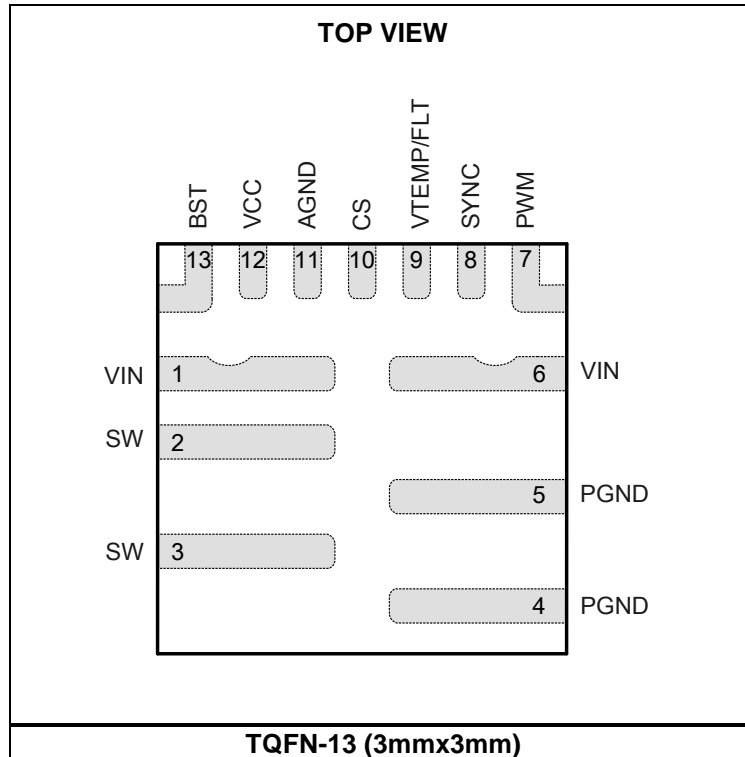 TOP VIEW
BST
VCC
AGND
CS
VTEMP/FLT
SYNC
PWM
13 12 11 10 9 8 7
VIN 1 6 VIN
SW 2
5 PGND
SW 3
4 PGND
TQFN-13 (3mmx3mm)